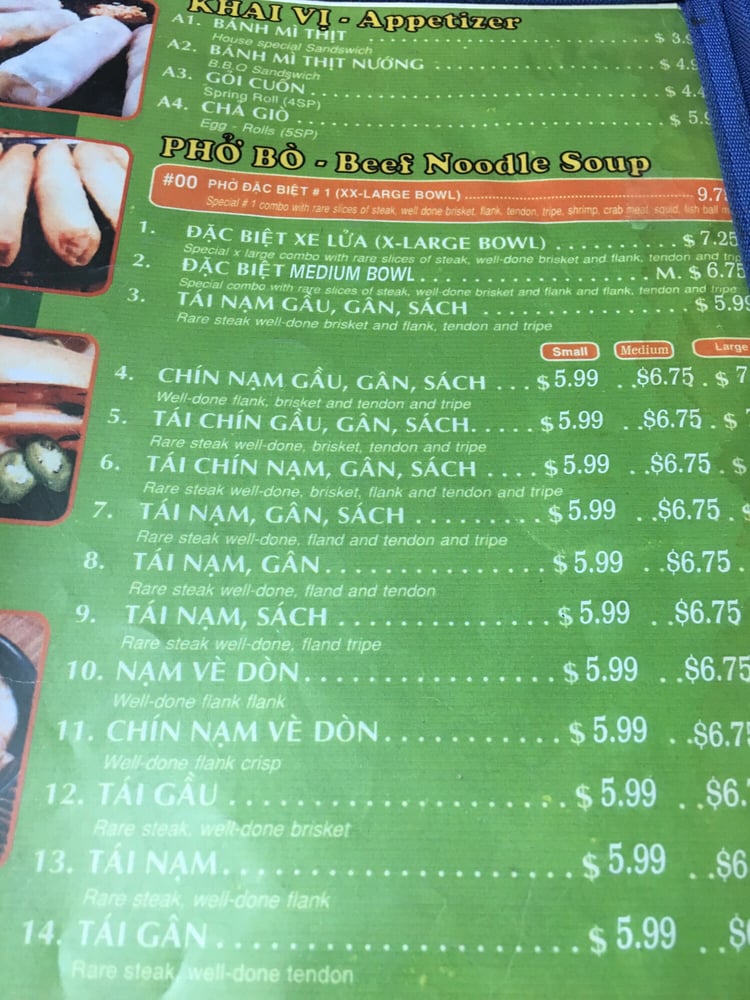 KHAI VỊ - Appetizer
A1. BÁNH MÌ THỊT
House special Sandswich
A2. BÁNH MÌ THỊT NƯỚNG
B.B.Q Sandswich
A3. GỎI CUỐN
Spring Roll (4SP)
A4. CHẢ GIÒ
Egg - Rolls (5SP)
PHỞ BÒ - Beef Noodle Soup
#00 PHỞ ĐẶC BIỆT # 1 (XX-LARGE BOWL)
Special # 1 combo with rare slices of steak, well done brisket, flank, tendon, tripe, shrimp, crab meat, squid, fish ball
1. ĐẶC BIỆT XE LỬA (X-LARGE BOWL) $ 7.25
Special x large combo with rare slices of steak, well-done brisket and flank, tendon and
2. ĐẶC BIỆT MEDIUM BOWL M. $ 6.75
Special combo with rare slices of steak, well-done brisket and flank and flank, tendon and tripe
3. TÁI NẠM GẦU, GÂN, SÁCH $ 5.99
Rare steak well-done brisket and flank, tendon and tripe
Small Medium Large
4. CHÍN NẠM GẦU, GÂN, SÁCH $ 5.99 $6.75 $
Well-done flank, brisket and tendon and tripe
5. TÁI CHÍN GẦU, GÂN, SÁCH $ 5.99 $6.75 $
Rare steak well-done, brisket, tendon and tripe
6. TÁI CHÍN NẠM, GÂN, SÁCH $ 5.99 $6.75 $
Rare steak well-done, brisket, flank and tendon and tripe
7. TÁI NẠM, GÂN, SÁCH $ 5.99 $6.75
Rare steak well-done, fland and tendon and tripe
8. TÁI NẠM, GÂN $ 5.99 $6.75
Rare steak well-done, fland and tendon
9. TÁI NẠM, SÁCH $ 5.99 $6.75
Rare steak well-done, fland tripe
10. NẠM VÈ DÒN $ 5.99 $6.75
Well-done flank flank
11. CHÍN NẠM VÈ DÒN $ 5.99
Well-done flank crisp
12. TÁI GẦU $ 5.99
Rare steak, well-done brisket
13. TÁI NẠM $ 5.99
Rare steak, well-done flank
14. TÁI GÂN $ 5.99
Rare steak, well-done tendon